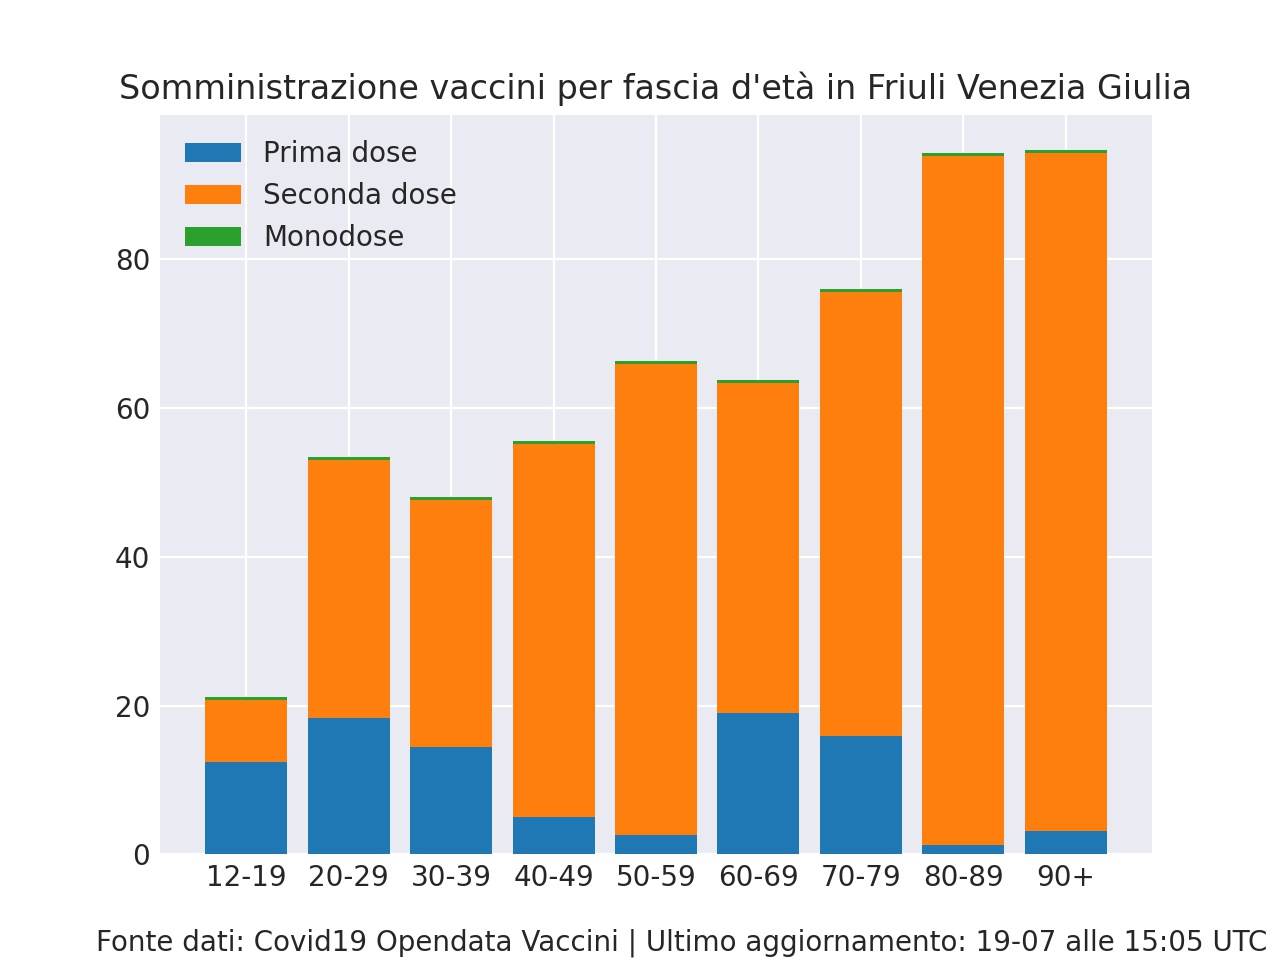 Somministrazione vaccini per fascia d'età in Friuli Venezia Giulia
Prima dose
Seconda dose
Monodose
80
60
40
20
0
12-19 20-29 30-39 40-49 50-59 60-69 70-79 80-89 90+
Fonte dati: Covid19 Opendata Vaccini | Ultimo aggiornamento: 19-07 alle 15:05 UTC